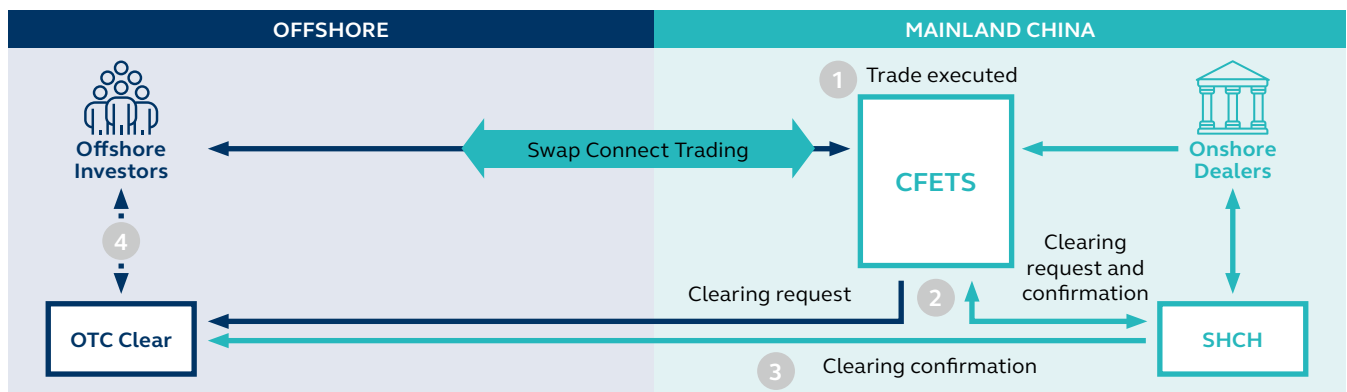 OFFSHORE
MAINLAND CHINA
1
Trade executed
Offshore
Investors
Swap Connect Trading
CFETS
Onshore
Dealers
4
Clearing
request and
confirmation
Clearing request
2
OTC Clear
SHCH
3
Clearing confirmation